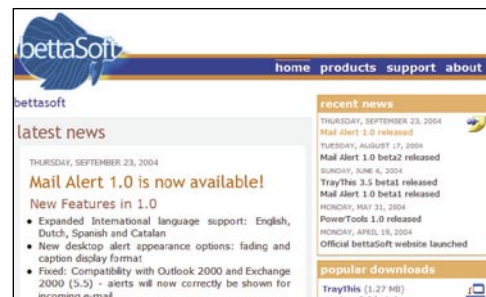 bettaSoft
home products support about
bettasoft
latest news
THURSDAY, SEPTEMBER 23, 2004
Mail Alert 1.0 is now available!
New Features in 1.0
• Expanded International language support: English,
Dutch, Spanish and Catalan
• New desktop alert appearance options: fading and
caption display format
• Fixed: Compatibility with Outlook 2000 and Exchange
2000 (5.5) - alerts will now correctly be shown for
incoming e-mail
recent news
THURSDAY, SEPTEMBER 23, 2004
Mail Alert 1.0 released
TUESDAY, AUGUST 17, 2004
Mail Alert 1.0 beta2 released
SUNDAY, JUNE 6, 2004
TrayThis 3.5 beta1 released
Mail Alert 1.0 beta1 released
MONDAY, MAY 31, 2004
PowerTools 1.0 released
MONDAY, APRIL 19, 2004
Official bettaSoft website launched
popular downloads
TrayThis (1.27 MB)